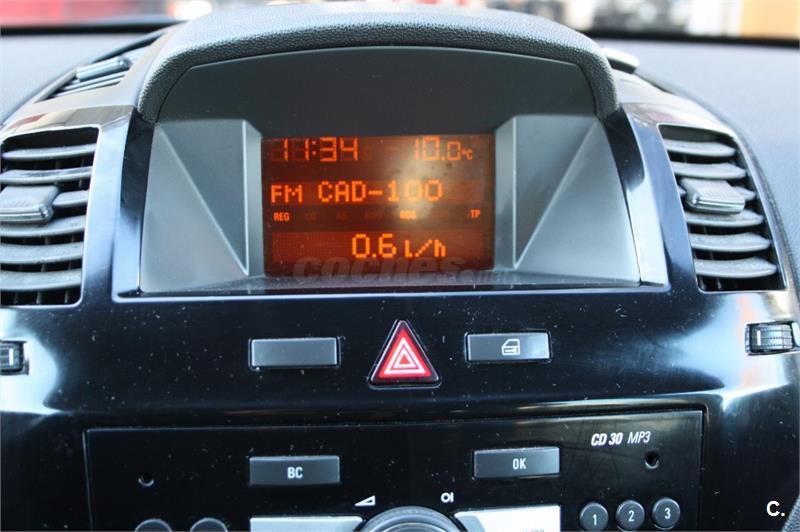 11:34 10.0°C
FM CAD-100
REG RDS TP
0.6 l/h
coches.net
CD 30 MP3
BC OK
1 2 3
C.